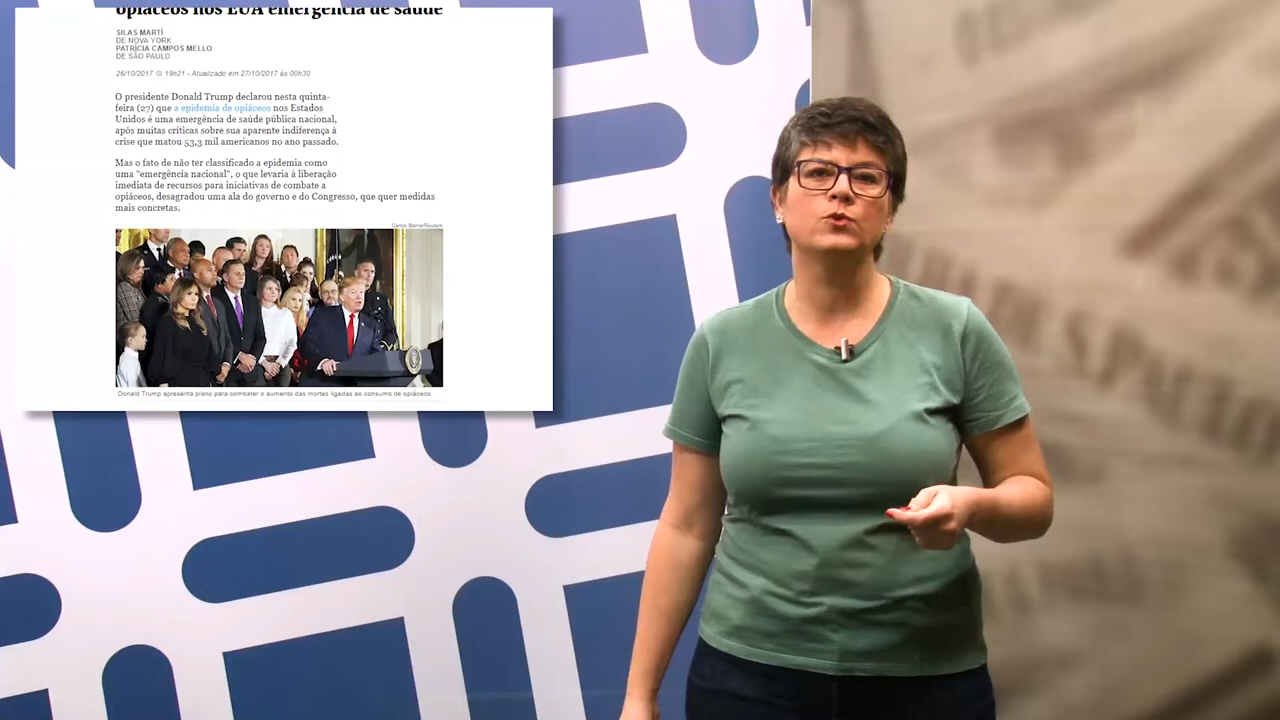 opiáceos nos EUA emergência de saúde
SILAS MARTÍ
DE NOVA YORK
PATRÍCIA CAMPOS MELLO
DE SÃO PAULO
26/10/2017 19h21 - Atualizado em 27/10/2017 às 00h30
O presidente Donald Trump declarou nesta quinta-
feira (27) que a epidemia de opiáceos nos Estados
Unidos é uma emergência de saúde pública nacional,
após muitas críticas sobre sua aparente indiferença à
crise que matou 53,3 mil americanos no ano passado.
Mas o fato de não ter classificado a epidemia como
uma "emergência nacional", o que levaria à liberação
imediata de recursos para iniciativas de combate a
opiáceos, desagradou uma ala do governo e do Congresso, que quer medidas
mais concretas.
Carlos Barria/Reuters
Donald Trump apresenta plano para combater o aumento das mortes ligadas ao consumo de opiáceos